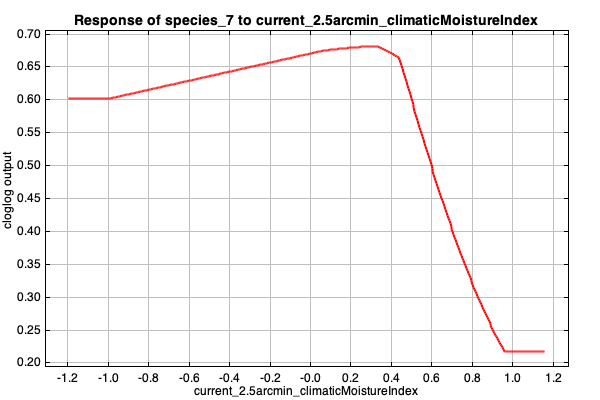 Response of species_7 to current_2.5arcmin_climaticMoistureIndex
0.70
0.65
0.60
0.55
0.50
0.45
0.40
0.35
0.30
0.25
0.20
cloglog output
-1.2 -1.0 -0.8 -0.6 -0.4 -0.2 -0.0 0.2 0.4 0.6 0.8 1.0 1.2
current_2.5arcmin_climaticMoistureIndex